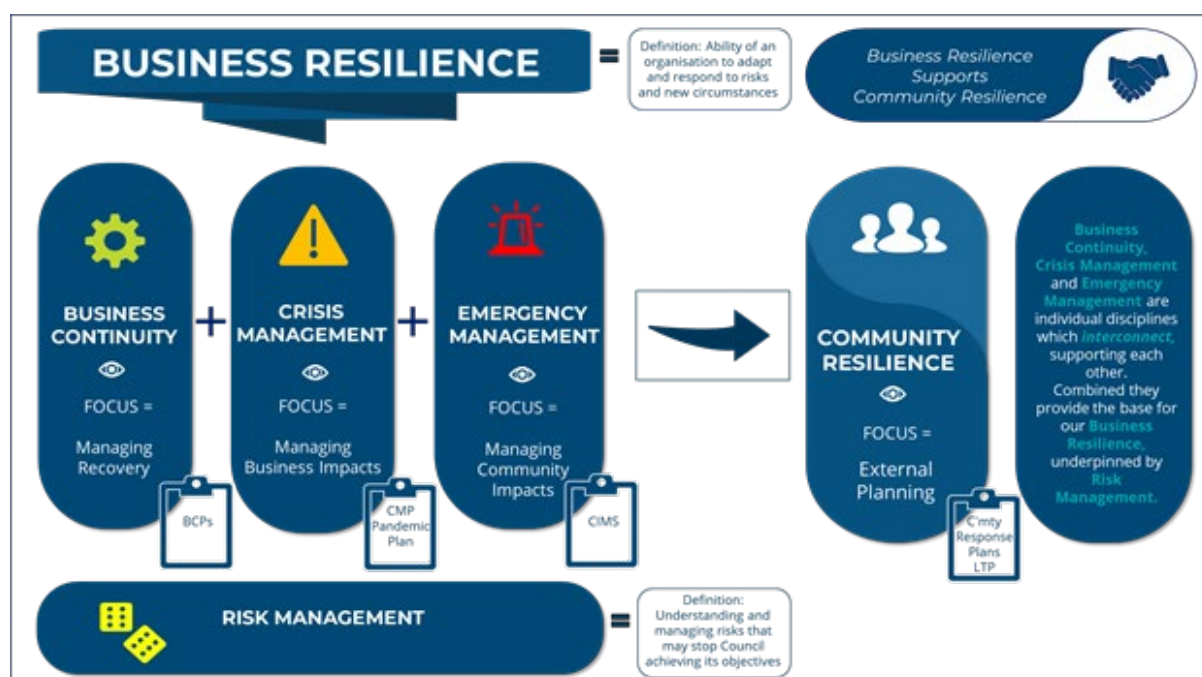 BUSINESS RESILIENCE
=
Definition: Ability of an
organisation to adapt
and respond to risks
and new circumstances
Business Resilience
Supports
Community Resilience
BUSINESS
CONTINUITY
FOCUS =
Managing
Recovery
BCPs
+
CRISIS
MANAGEMENT
FOCUS =
Managing
Business Impacts
CMP
Pandemic
Plan
+
EMERGENCY
MANAGEMENT
FOCUS =
Managing
Community
Impacts
CIMS
COMMUNITY
RESILIENCE
FOCUS =
External
Planning
C'mty
Response
Plans
LTP
Business
Continuity,
Crisis Management
and Emergency
Management are
individual disciplines
which interconnect,
supporting each
other.
Combined they
provide the base for
our Business
Resilience,
underpinned by
Risk
Management.
RISK MANAGEMENT
=
Definition:
Understanding and
managing risks that
may stop Council
achieving its objectives